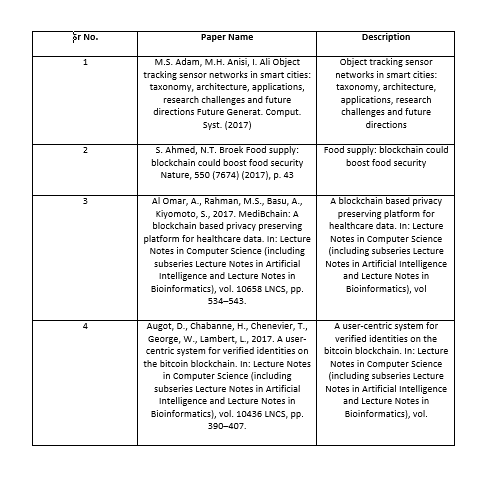 Sr No. Paper Name Description
1
M.S. Adam, M.H. Anisi, I. Ali Object
tracking sensor networks in smart cities:
taxonomy, architecture, applications,
research challenges and future
directions Future Generat. Comput.
Syst. (2017)
Object tracking sensor
networks in smart cities:
taxonomy, architecture,
applications, research
challenges and future
directions
2
S. Ahmed, N.T. Broek Food supply:
blockchain could boost food security
Nature, 550 (7674) (2017), p. 43
Food supply: blockchain could
boost food security
3
Al Omar, A., Rahman, M.S., Basu, A.,
Kiyomoto, S., 2017. MediBchain: A
blockchain based privacy preserving
platform for healthcare data. In: Lecture
Notes in Computer Science (including
subseries Lecture Notes in Artificial
Intelligence and Lecture Notes in
Bioinformatics), vol. 10658 LNCS, pp.
534–543.
A blockchain based privacy
preserving platform for
healthcare data. In: Lecture
Notes in Computer Science
(including subseries Lecture
Notes in Artificial Intelligence
and Lecture Notes in
Bioinformatics), vol
4
Augot, D., Chabanne, H., Chenevier, T.,
George, W., Lambert, L., 2017. A user-
centric system for verified identities on
the bitcoin blockchain. In: Lecture Notes
in Computer Science (including
subseries Lecture Notes in Artificial
Intelligence and Lecture Notes in
Bioinformatics), vol. 10436 LNCS, pp.
390–407.
A user-centric system for
verified identities on the
bitcoin blockchain. In: Lecture
Notes in Computer Science
(including subseries Lecture
Notes in Artificial Intelligence
and Lecture Notes in
Bioinformatics), vol.